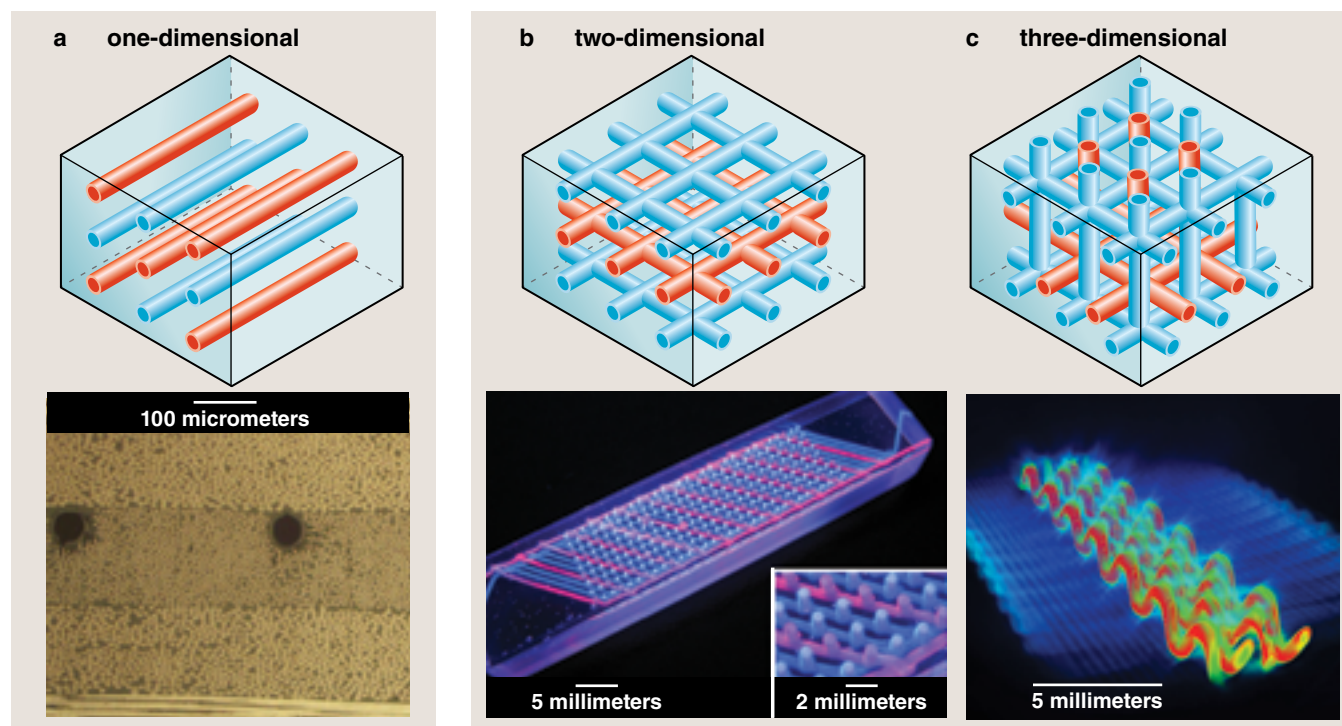 a one-dimensional
b two-dimensional
c three-dimensional
100 micrometers
5 millimeters
2 millimeters
5 millimeters